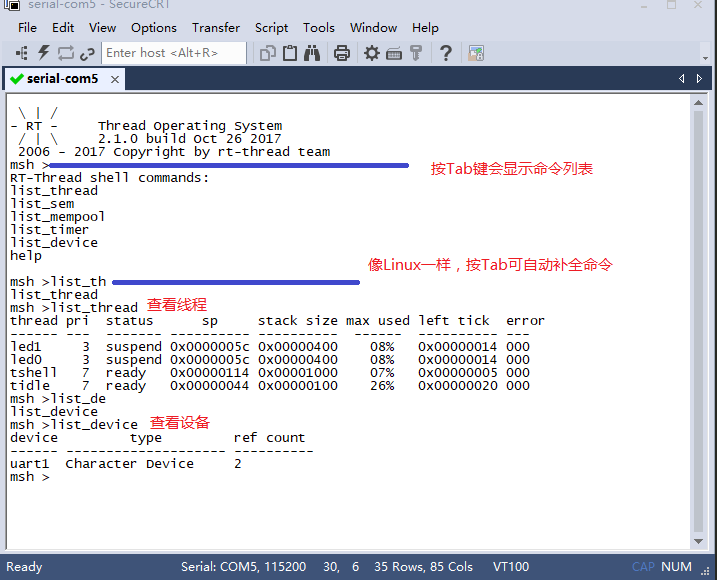 serial-com5 - SecureCRT
File Edit View Options Transfer Script Tools Window Help
Enter host <Alt+R>
serial-com5
\ | /
- RT -     Thread Operating System
/ | \     2.1.0 build Oct 26 2017
2006 - 2017 Copyright by rt-thread team
msh >
按Tab键会显示命令列表
RT-Thread shell commands:
list_thread
list_sem
list_mempool
list_timer
list_device
help
像Linux一样，按Tab可自动补全命令
msh >list_th
list_thread
msh >list_thread 查看线程
thread pri  status      sp     stack size max used left tick  error
------ ---  ------- ---------- ----------  ------  ---------- ---
led1     3  suspend 0x0000005c 0x00000400    08%   0x00000014 000
led0     3  suspend 0x0000005c 0x00000400    08%   0x00000014 000
tshell   7  ready   0x00000114 0x00001000    07%   0x00000005 000
tidle    7  ready   0x00000044 0x00000100    26%   0x00000020 000
msh >list_de
list_device
msh >list_device 查看设备
device         type         ref count
------ -------------------- ----------
uart1  Character Device     2
msh >
Ready Serial: COM5, 115200 30, 6 35 Rows, 85 Cols VT100 CAP NUM